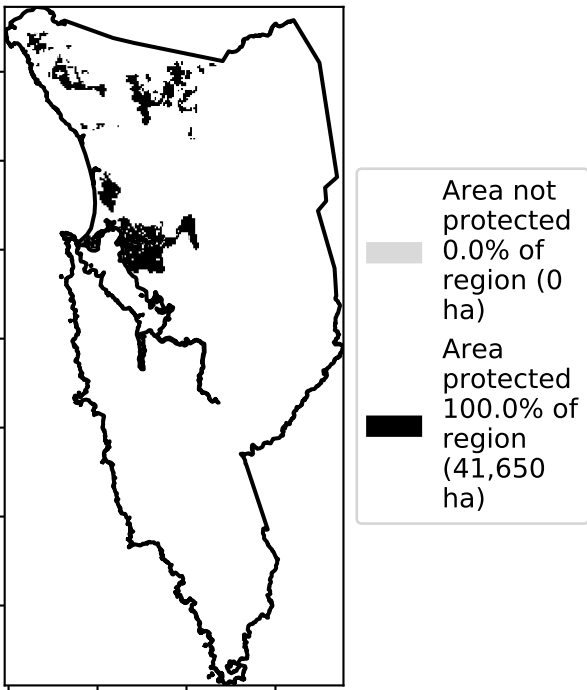 Area not
protected
0.0% of
region (0
ha)
Area
protected
100.0% of
region
(41,650
ha)